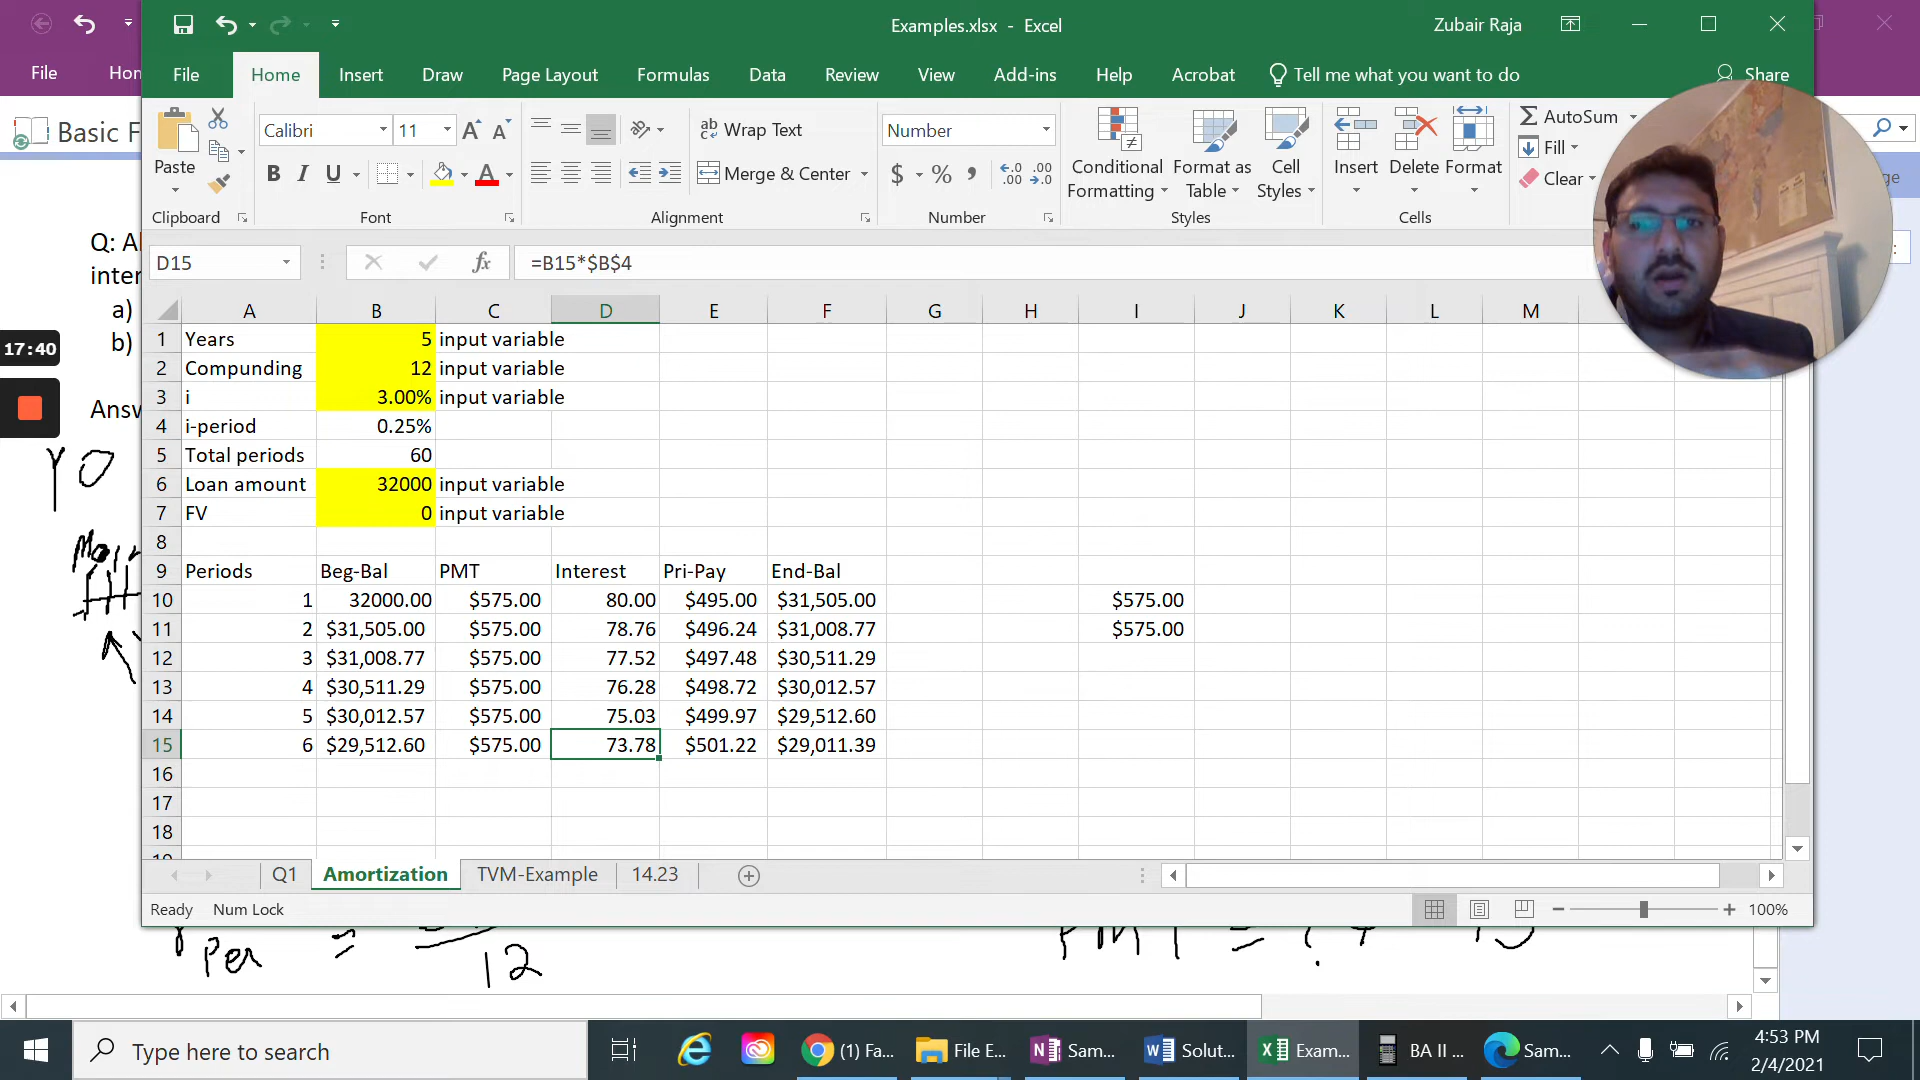 Examples.xlsx - Excel
Zubair Raja
File Hom
File Home Insert Draw Page Layout Formulas Data Review View Add-ins Help Acrobat Tell me what you want to do Share
Basic F
Paste
Clipboard
Calibri 11
B I U A
Font
Wrap Text
Merge & Center
Alignment
Number
$ % , .00
Number
Conditional Formatting
Format as Table
Cell Styles
Styles
Insert Delete Format
Cells
AutoSum
Fill
Clear
ge
Q: Al
inter
a)
b)
17:40
Answ
Y0
D15 fx =B15*$B$4
A B C D E F G H I J K L M
1 Years 5 input variable
2 Compunding 12 input variable
3 i 3.00% input variable
4 i-period 0.25%
5 Total periods 60
6 Loan amount 32000 input variable
7 FV 0 input variable
8
9 Periods Beg-Bal PMT Interest Pri-Pay End-Bal
10 1 32000.00 $575.00 80.00 $495.00 $31,505.00 $575.00
11 2 $31,505.00 $575.00 78.76 $496.24 $31,008.77 $575.00
12 3 $31,008.77 $575.00 77.52 $497.48 $30,511.29
13 4 $30,511.29 $575.00 76.28 $498.72 $30,012.57
14 5 $30,012.57 $575.00 75.03 $499.97 $29,512.60
15 6 $29,512.60 $575.00 73.78 $501.22 $29,011.39
16
17
18
Q1 Amortization TVM-Example 14.23
Ready Num Lock 100%
Per = 12
PMT = ?
Type here to search
(1) Fa... File E... Sam... Solut... Exam... BA II ... Sam...
4:53 PM
2/4/2021